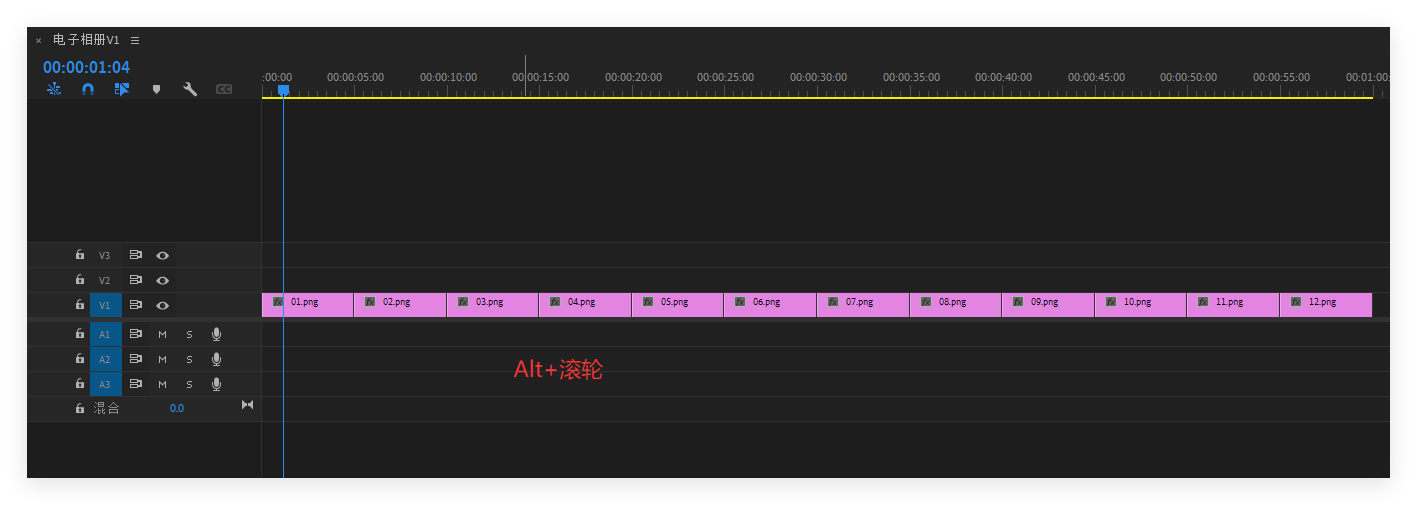 × 电子相册V1
00:00:01:04
:00:00 00:00:05:00 00:00:10:00 00:00:15:00 00:00:20:00 00:00:25:00 00:00:30:00 00:00:35:00 00:00:40:00 00:00:45:00 00:00:50:00 00:00:55:00 00:01:00:
CC
V3
V2
V1 fx 01.png fx 02.png fx 03.png fx 04.png fx 05.png fx 06.png fx 07.png fx 08.png fx 09.png fx 10.png fx 11.png fx 12.png
A1 M S
A2 M S
Alt+滚轮
A3 M S
混合 0.0